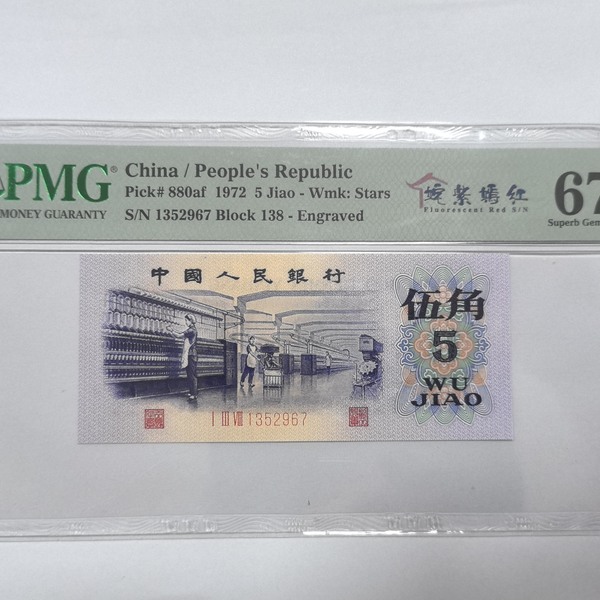 PMG®
MONEY GUARANTY
China / People's Republic
Pick# 880af 1972 5 Jiao - Wmk: Stars
S/N 1352967 Block 138 - Engraved
姹紫嫣红
Fluorescent Red S/N
67
Superb Gem
中國人民銀行
伍角
5
WU
JIAO
I III VIII 1352967